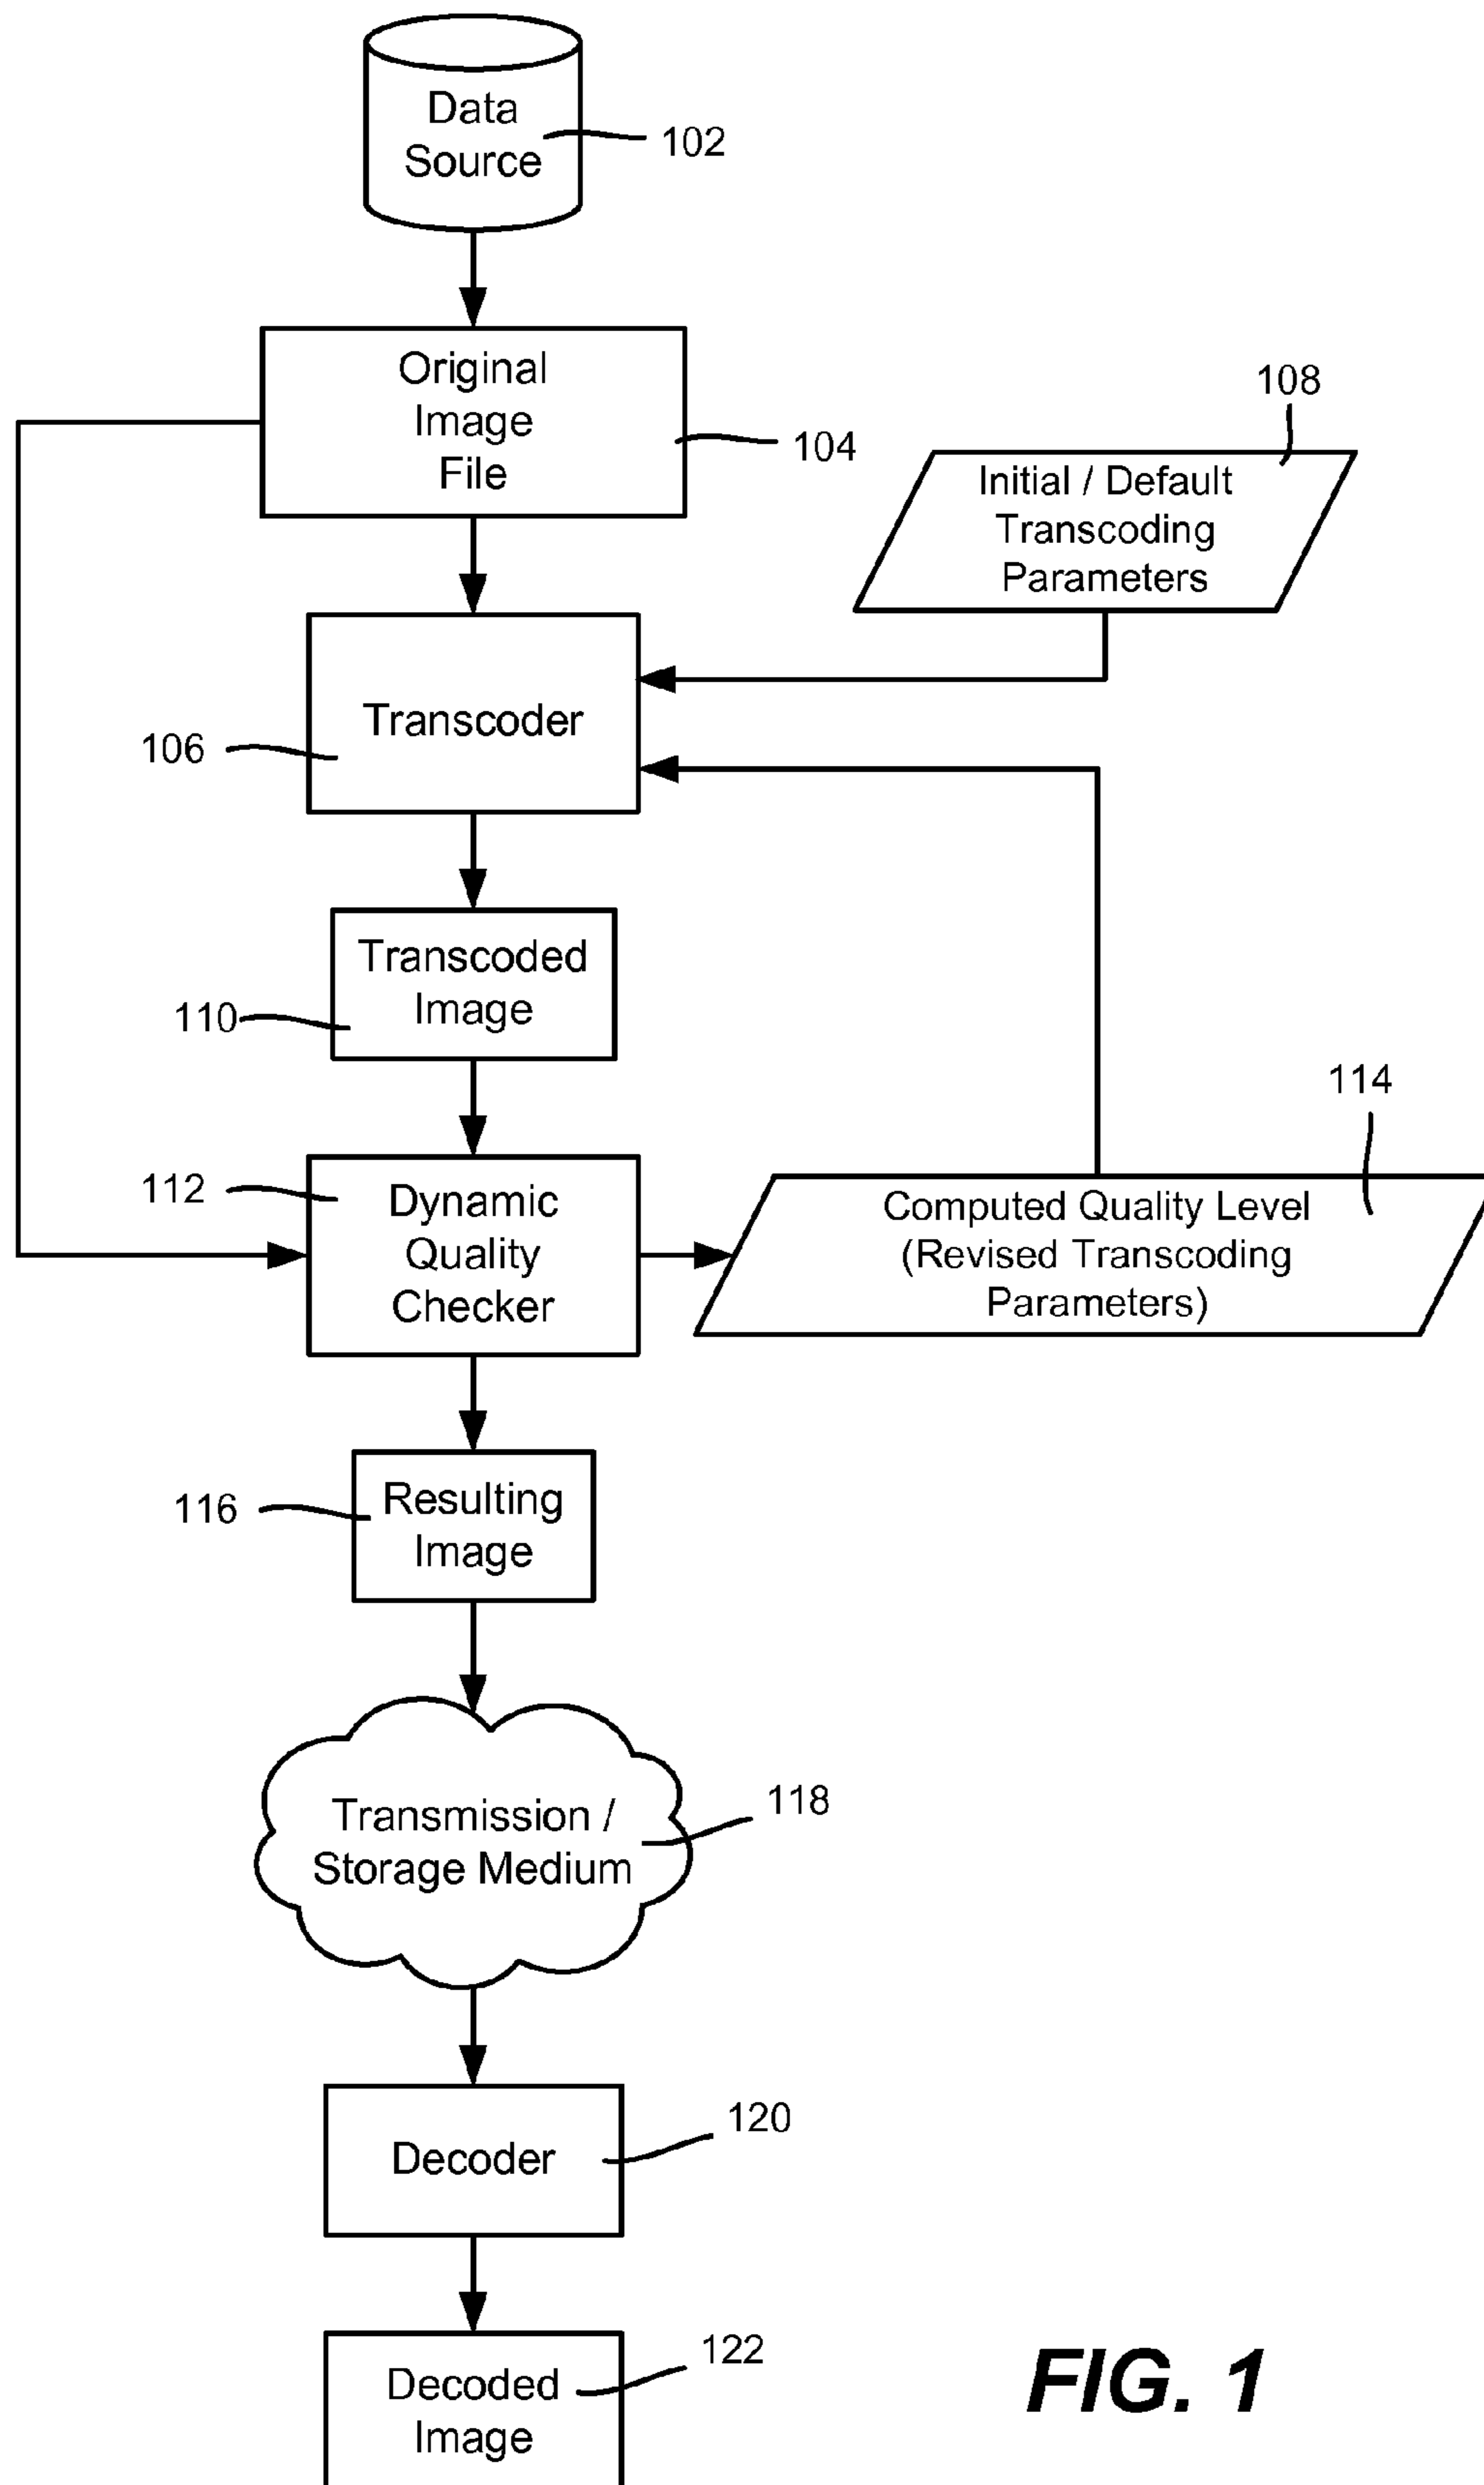 Data
Source
102
Original
Image
File
104
108
Initial / Default
Transcoding
Parameters
Transcoder
106
Transcoded
Image
110
114
112
Dynamic
Quality
Checker
Computed Quality Level
(Revised Transcoding
Parameters)
116
Resulting
Image
Transmission /
Storage Medium
118
120
Decoder
122
Decoded
Image
FIG. 1